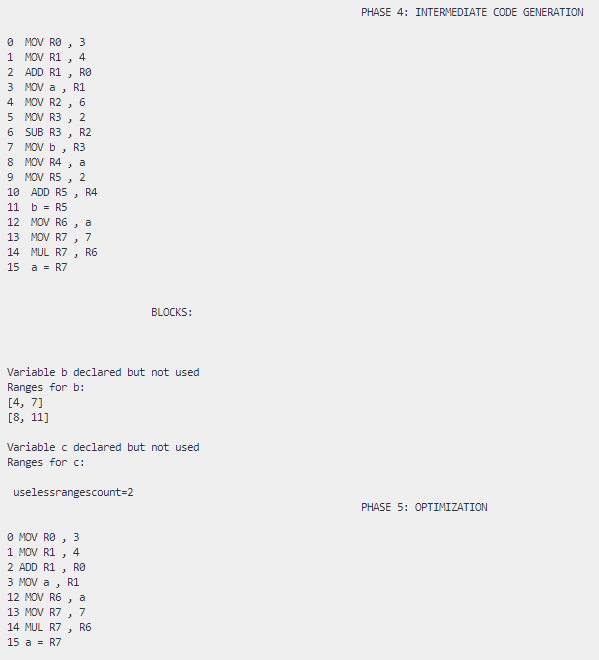 PHASE 4: INTERMEDIATE CODE GENERATION
0  MOV R0 , 3
1  MOV R1 , 4
2  ADD R1 , R0
3  MOV a , R1
4  MOV R2 , 6
5  MOV R3 , 2
6  SUB R3 , R2
7  MOV b , R3
8  MOV R4 , a
9  MOV R5 , 2
10  ADD R5 , R4
11  b = R5
12  MOV R6 , a
13  MOV R7 , 7
14  MUL R7 , R6
15  a = R7
BLOCKS:
Variable b declared but not used
Ranges for b:
[4, 7]
[8, 11]
Variable c declared but not used
Ranges for c:
uselessrangescount=2
PHASE 5: OPTIMIZATION
0 MOV R0 , 3
1 MOV R1 , 4
2 ADD R1 , R0
3 MOV a , R1
12 MOV R6 , a
13 MOV R7 , 7
14 MUL R7 , R6
15 a = R7